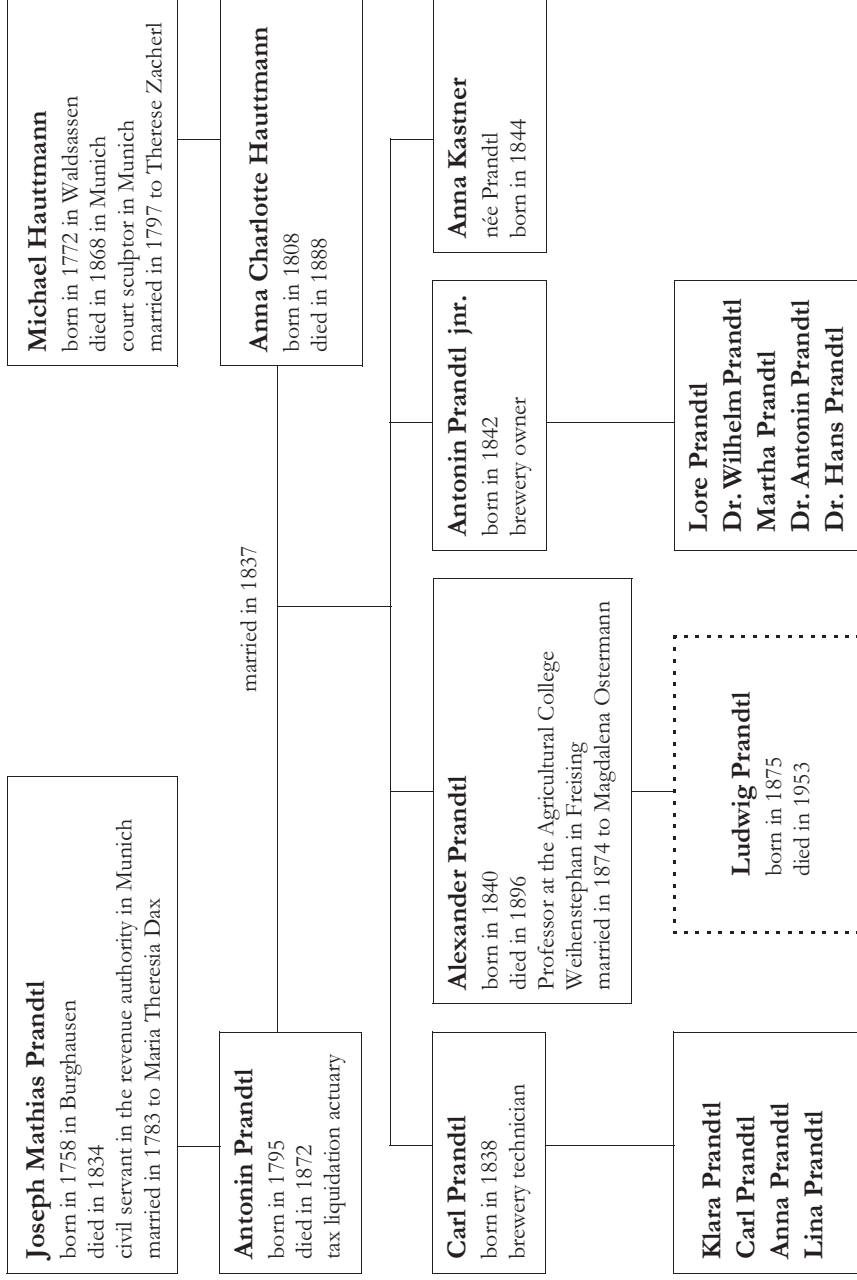 Joseph Mathias Prandtl
born in 1758 in Burghausen
died in 1834
civil servant in the revenue authority in Munich
married in 1783 to Maria Theresia Dax
Michael Hauttmann
born in 1772 in Waldsassen
died in 1868 in Munich
court sculptor in Munich
married in 1797 to Therese Zacherl
Antonin Prandtl
born in 1795
died in 1872
tax liquidation actuary
married in 1837
Anna Charlotte Hauttmann
born in 1808
died in 1888
Carl Prandtl
born in 1838
brewery technician
Alexander Prandtl
born in 1840
died in 1896
Professor at the Agricultural College
Weihenstephan in Freising
married in 1874 to Magdalena Ostermann
Antonin Prandtl jnr.
born in 1842
brewery owner
Anna Kastner
née Prandtl
born in 1844
Klara Prandtl
Carl Prandtl
Anna Prandtl
Lina Prandtl
Ludwig Prandtl
born in 1875
died in 1953
Lore Prandtl
Dr. Wilhelm Prandtl
Martha Prandtl
Dr. Antonin Prandtl
Dr. Hans Prandtl